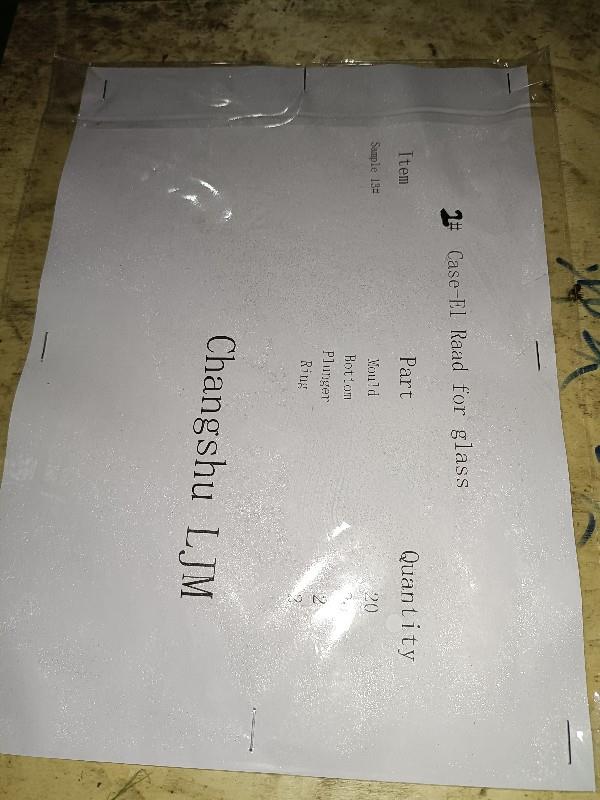 2# Case-El Raad for glass
Item Part Quantity
Sample 13# Mould 20
Bottom
Plunger 2
Ring 2
Changshu LJM